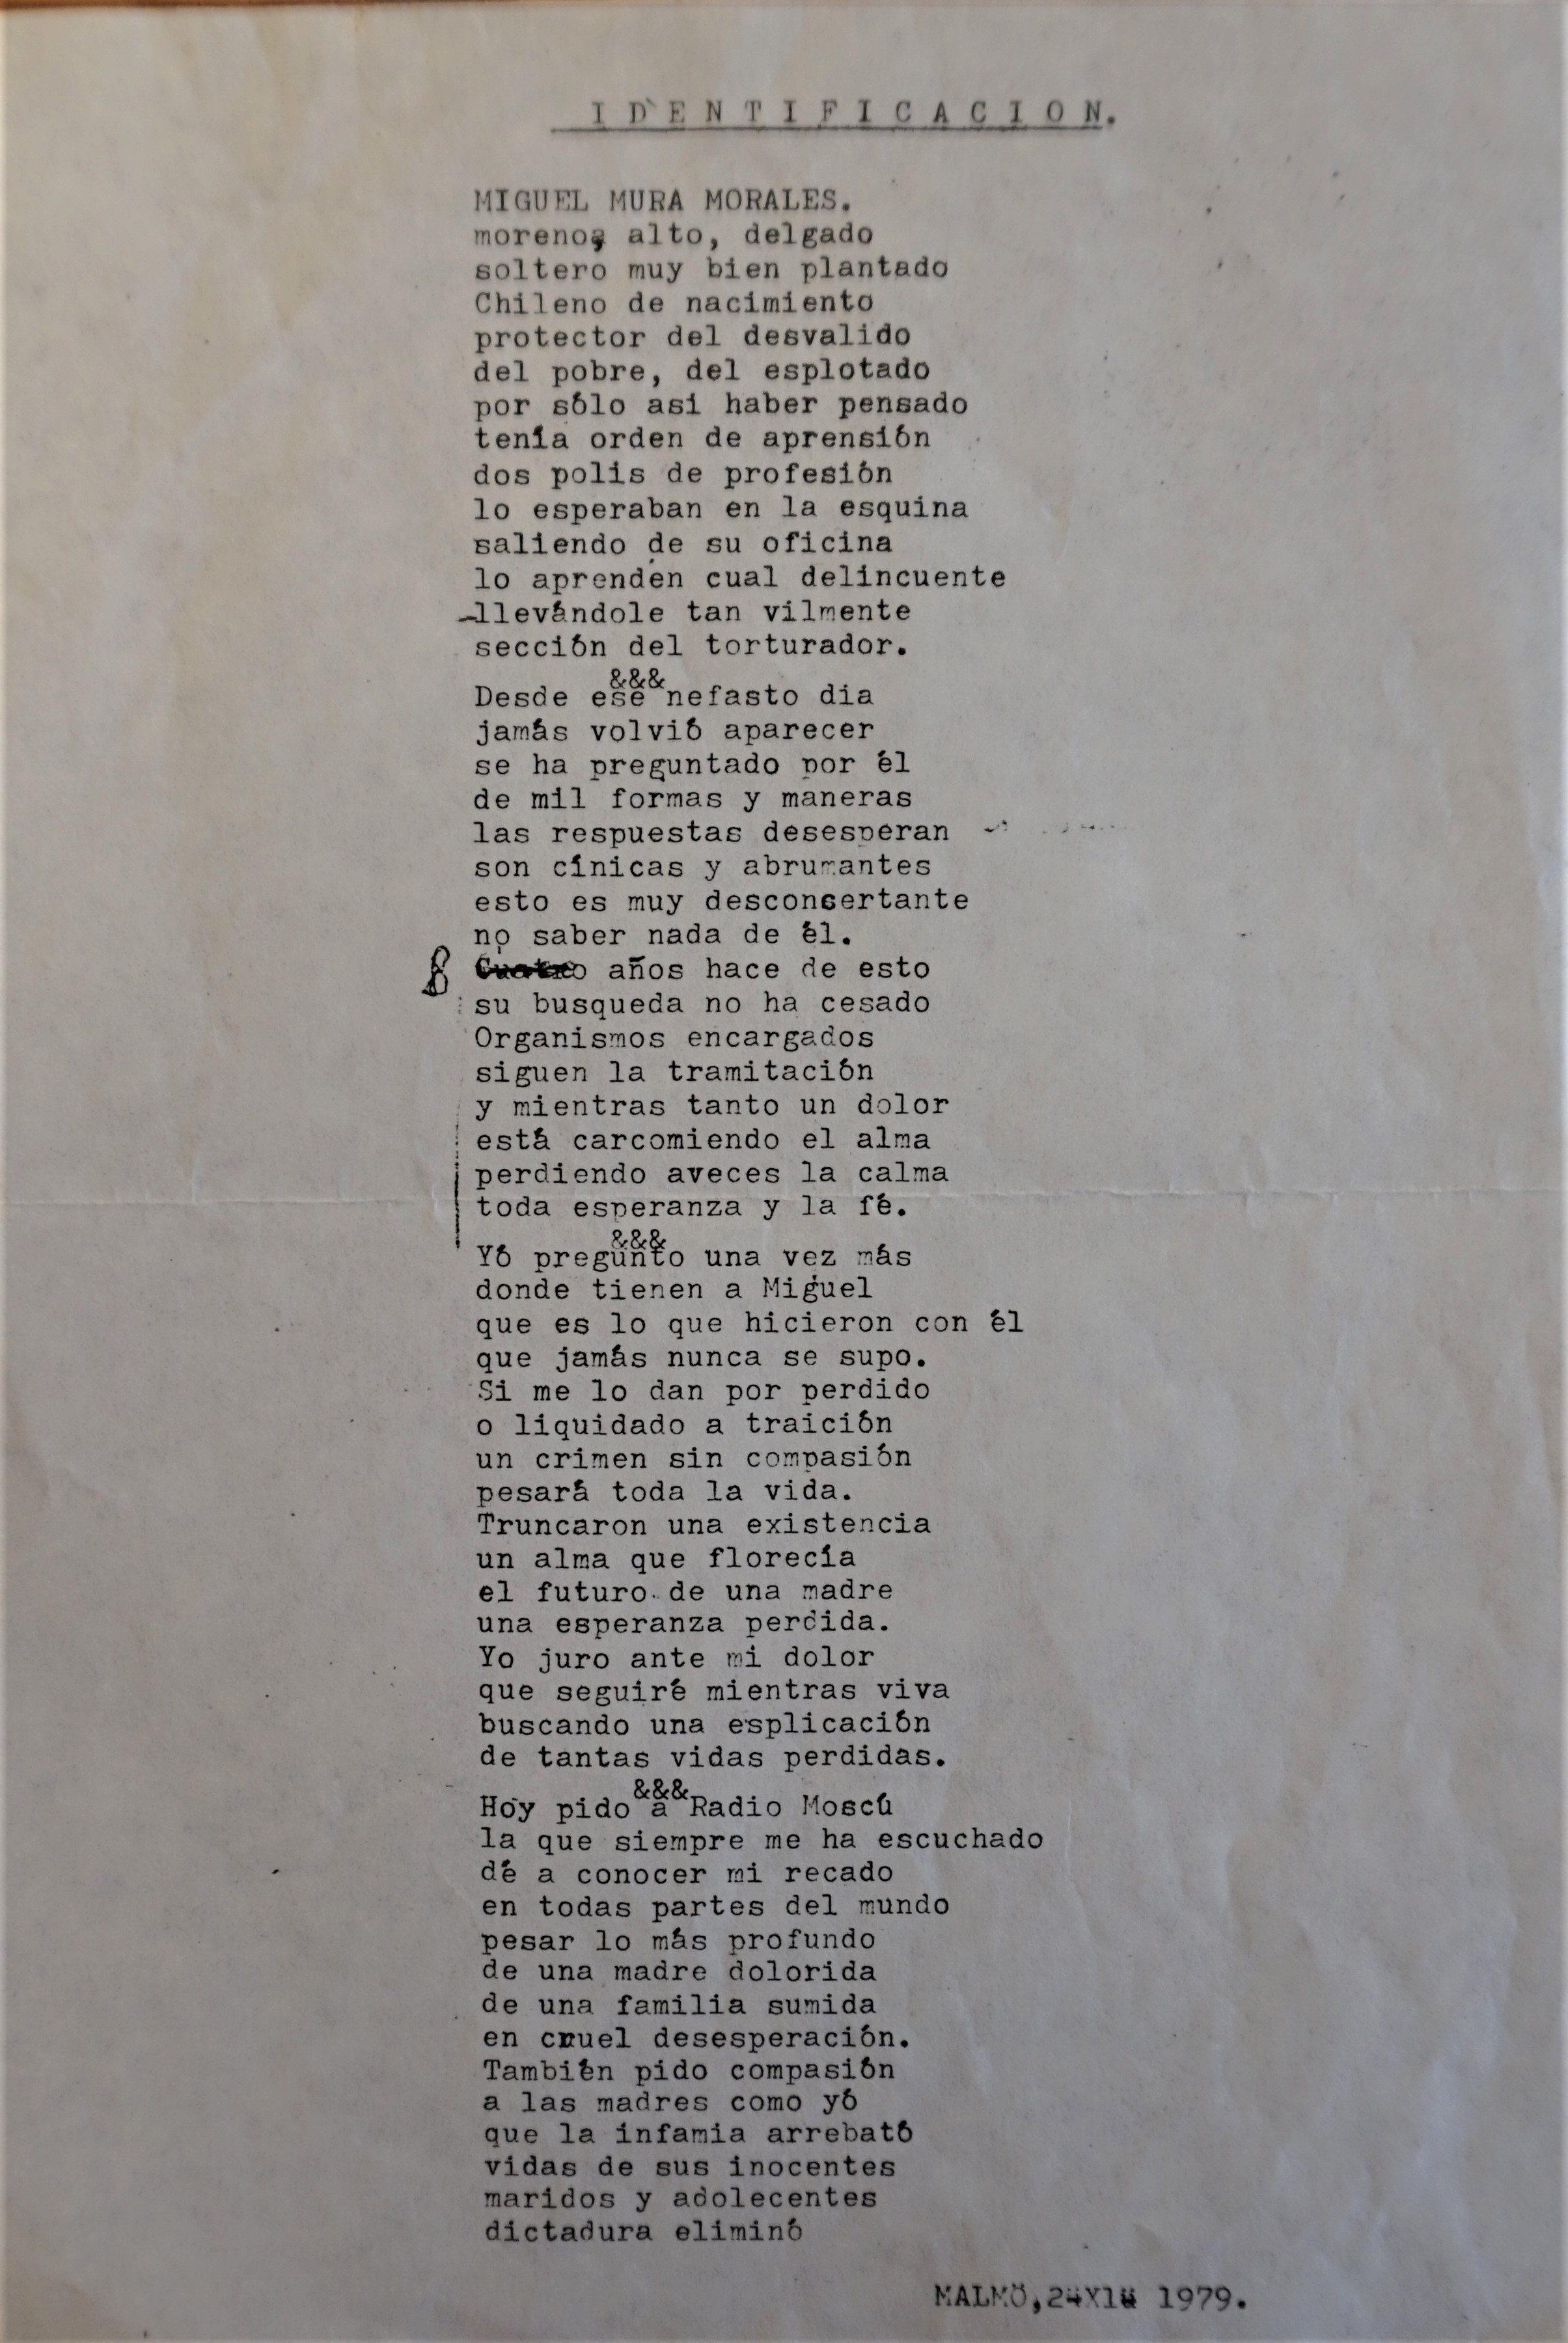 IDENTIFICACION.
MIGUEL MURA MORALES.
moreno, alto, delgado
soltero muy bien plantado
Chileno de nacimiento
protector del desvalido
del pobre, del esplotado
por sólo asi haber pensado
tenía orden de aprensión
dos polis de profesión
lo esperaban en la esquina
saliendo de su oficina
lo aprenden cual delincuente
llevándole tan vilmente
sección del torturador.
&&&
Desde ese nefasto dia
jamás volvió aparecer
se ha preguntado por él
de mil formas y maneras
las respuestas desesperan
son cínicas y abrumantes
esto es muy desconsertante
no saber nada de él.
8 Cuatro años hace de esto
su busqueda no ha cesado
Organismos encargados
siguen la tramitación
y mientras tanto un dolor
está carcomiendo el alma
perdiendo aveces la calma
toda esperanza y la fé.
&&&
Yó pregunto una vez más
donde tienen a Miguel
que es lo que hicieron con él
que jamás nunca se supo.
Si me lo dan por perdido
o liquidado a traición
un crimen sin compasión
pesará toda la vida.
Truncaron una existencia
un alma que florecía
el futuro de una madre
una esperanza perdida.
Yo juro ante mi dolor
que seguiré mientras viva
buscando una esplicación
de tantas vidas perdidas.
&&&
Hoy pido a Radio Moscú
la que siempre me ha escuchado
dé a conocer mi recado
en todas partes del mundo
pesar lo más profundo
de una madre dolorida
de una familia sumida
en cruel desesperación.
También pido compasión
a las madres como yó
que la infamia arrebató
vidas de sus inocentes
maridos y adolecentes
dictadura eliminó
MALMÖ, 1979.